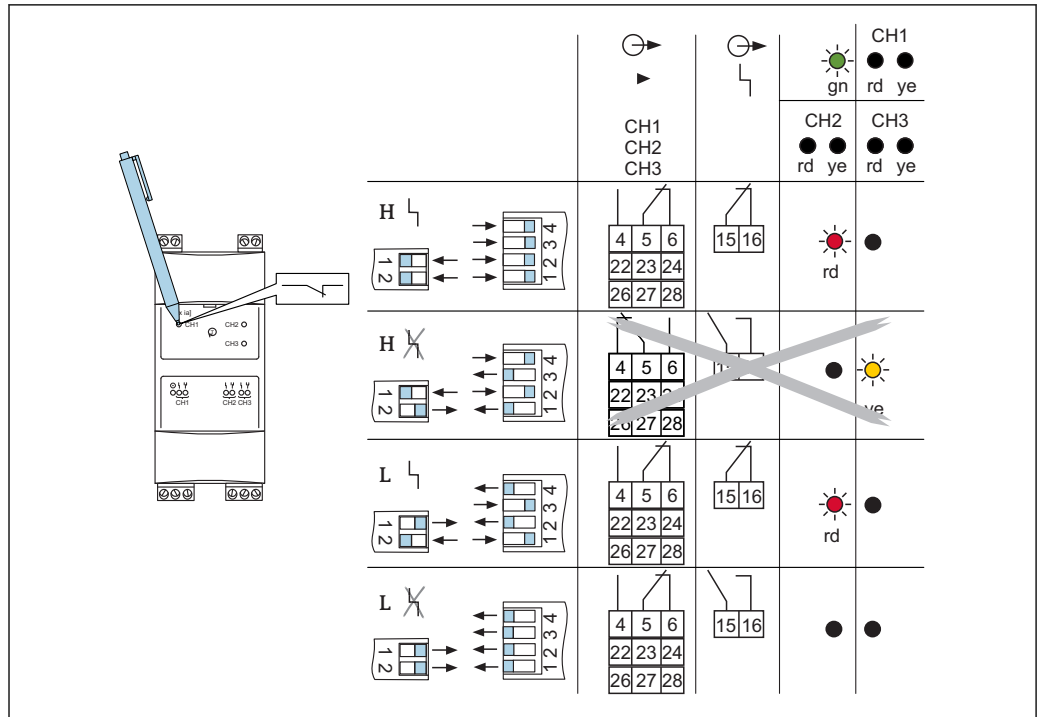 CH1
gn rd ye
CH1
CH2
CH3
CH2 CH3
rd ye rd ye
x ia]
CH1 CH2
CH3
CH1 CH2 CH3
H
1 2
1 2 3 4
4 5 6
22 23 24
26 27 28
15 16
rd
H
1 2
1 2 3 4
4 5 6
22 23
27 28
ye
L
1 2
1 2 3 4
4 5 6
22 23 24
26 27 28
15 16
rd
L
1 2
1 2 3 4
4 5 6
22 23 24
26 27 28
15 16